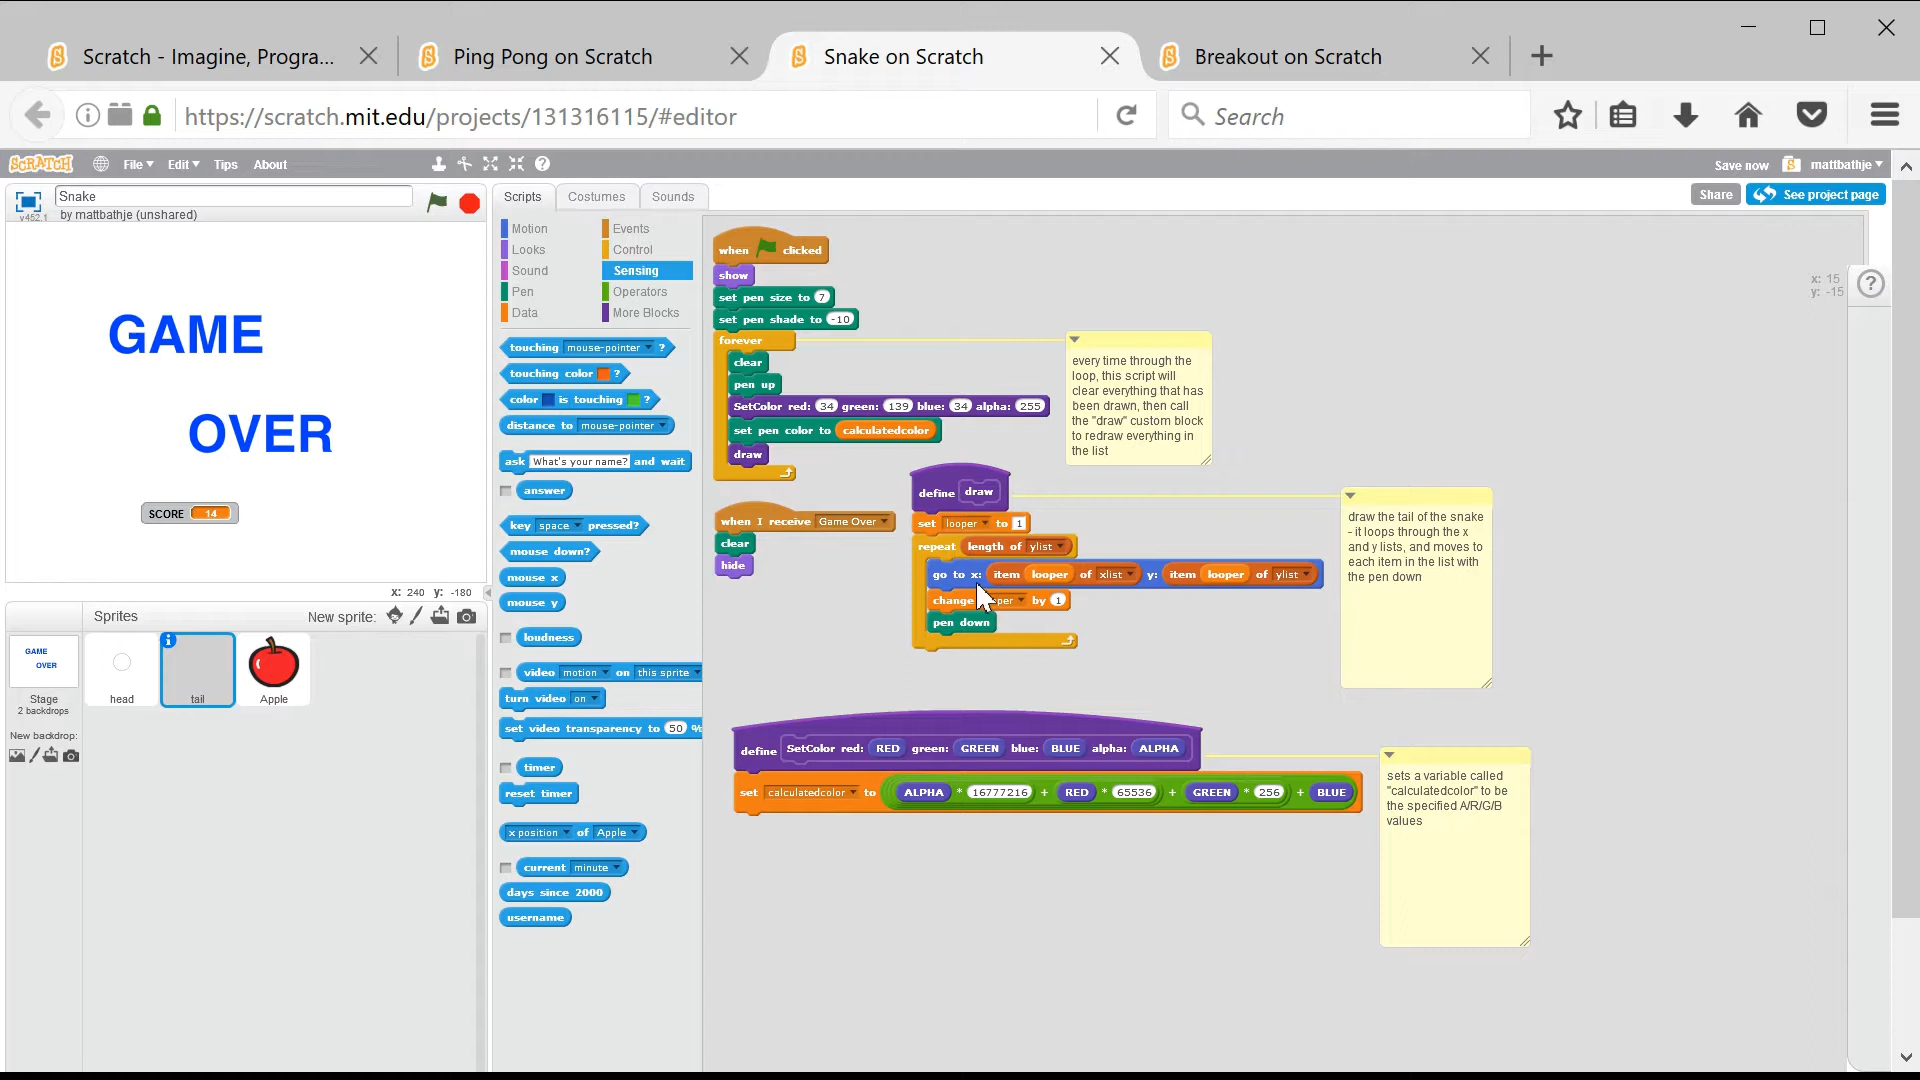 Scratch - Imagine, Progra...
Ping Pong on Scratch
Snake on Scratch
Breakout on Scratch
https://scratch.mit.edu/projects/131316115/#editor
Search
SCRATCH
File
Edit
Tips
About
Save now
mattbathje
v452.1
Snake
by mattbathje (unshared)
Scripts
Costumes
Sounds
Share
See project page
GAME
OVER
SCORE 14
x: 240 y: -180
Sprites
New sprite:
GAME
OVER
Stage
2 backdrops
New backdrop:
head
tail
Apple
Motion
Looks
Sound
Pen
Data
Events
Control
Sensing
Operators
More Blocks
touching mouse-pointer ?
touching color ?
color is touching ?
distance to mouse-pointer
ask What's your name? and wait
answer
key space pressed?
mouse down?
mouse x
mouse y
loudness
video motion on this sprite
turn video on
set video transparency to 50 %
timer
reset timer
x position of Apple
current minute
days since 2000
username
when clicked
show
set pen size to 7
set pen shade to -10
forever
clear
pen up
SetColor red: 34 green: 139 blue: 34 alpha: 255
set pen color to calculatedcolor
draw
every time through the
loop, this script will
clear everything that has
been drawn, then call
the "draw" custom block
to redraw everything in
the list
x: 15
y: -15
?
when I receive Game Over
clear
hide
define draw
set looper to 1
repeat length of ylist
go to x: item looper of xlist y: item looper of ylist
change per by 1
pen down
draw the tail of the snake
- it loops through the x
and y lists, and moves to
each item in the list with
the pen down
define SetColor red: RED green: GREEN blue: BLUE alpha: ALPHA
set calculatedcolor to ALPHA * 16777216 + RED * 65536 + GREEN * 256 + BLUE
sets a variable called
"calculatedcolor" to be
the specified A/R/G/B
values